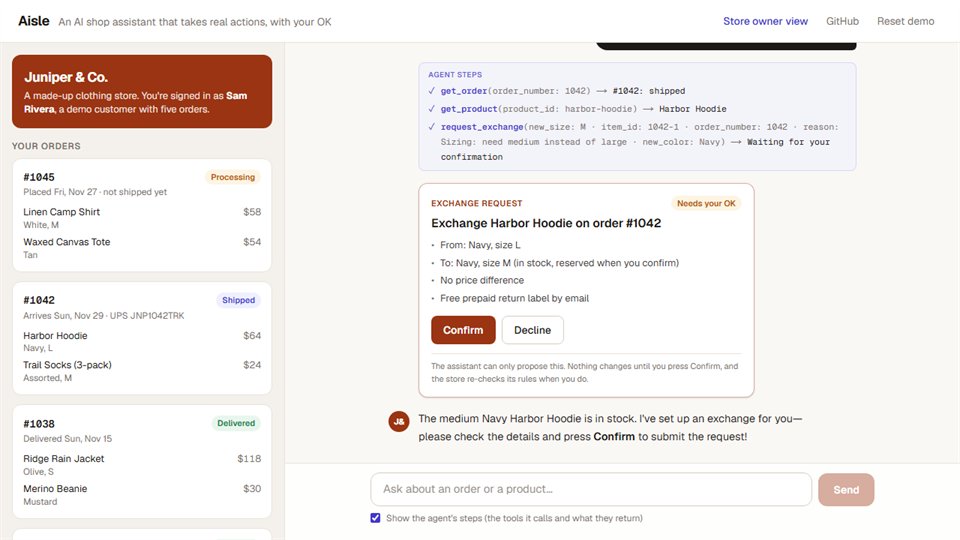 Aisle An AI shop assistant that takes real actions, with your OK
Store owner view GitHub Reset demo
Juniper & Co.
A made-up clothing store. You're signed in as Sam
Rivera, a demo customer with five orders.
YOUR ORDERS
#1045 Processing
Placed Fri, Nov 27 · not shipped yet
Linen Camp Shirt $58
White, M
Waxed Canvas Tote $54
Tan
#1042 Shipped
Arrives Sun, Nov 29 · UPS JNP1042TRK
Harbor Hoodie $64
Navy, L
Trail Socks (3-pack) $24
Assorted, M
#1038 Delivered
Delivered Sun, Nov 15
Ridge Rain Jacket $118
Olive, S
Merino Beanie $30
Mustard
AGENT STEPS
✓ get_order(order_number: 1042) → #1042: shipped
✓ get_product(product_id: harbor-hoodie) → Harbor Hoodie
✓ request_exchange(new_size: M · item_id: 1042-1 · order_number: 1042 · reason:
Sizing: need medium instead of large · new_color: Navy) → Waiting for your
confirmation
EXCHANGE REQUEST Needs your OK
Exchange Harbor Hoodie on order #1042
• From: Navy, size L
• To: Navy, size M (in stock, reserved when you confirm)
• No price difference
• Free prepaid return label by email
Confirm Decline
The assistant can only propose this. Nothing changes until you press Confirm, and
the store re-checks its rules when you do.
J&
The medium Navy Harbor Hoodie is in stock. I've set up an exchange for you—
please check the details and press Confirm to submit the request!
Ask about an order or a product...
Send
Show the agent's steps (the tools it calls and what they return)